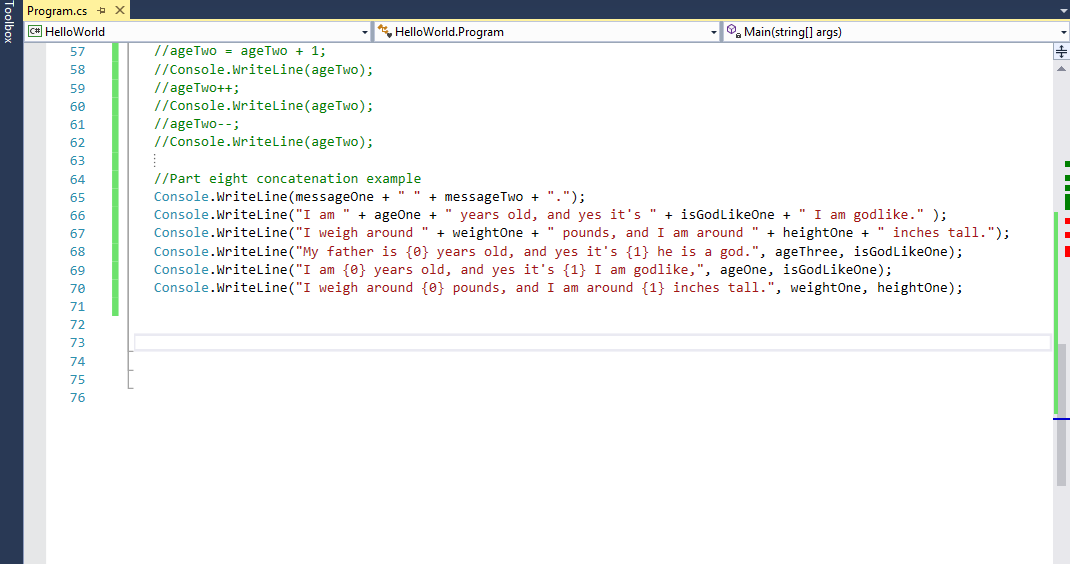 Toolbox
Program.cs
C# HelloWorld
HelloWorld.Program
Main(string[] args)
57 //ageTwo = ageTwo + 1;
58 //Console.WriteLine(ageTwo);
59 //ageTwo++;
60 //Console.WriteLine(ageTwo);
61 //ageTwo--;
62 //Console.WriteLine(ageTwo);
63
64 //Part eight concatenation example
65 Console.WriteLine(messageOne + " " + messageTwo + ".");
66 Console.WriteLine("I am " + ageOne + " years old, and yes it's " + isGodLikeOne + " I am godlike." );
67 Console.WriteLine("I weigh around " + weightOne + " pounds, and I am around " + heightOne + " inches tall.");
68 Console.WriteLine("My father is {0} years old, and yes it's {1} he is a god.", ageThree, isGodLikeOne);
69 Console.WriteLine("I am {0} years old, and yes it's {1} I am godlike,", ageOne, isGodLikeOne);
70 Console.WriteLine("I weigh around {0} pounds, and I am around {1} inches tall.", weightOne, heightOne);
71
72
73
74
75
76